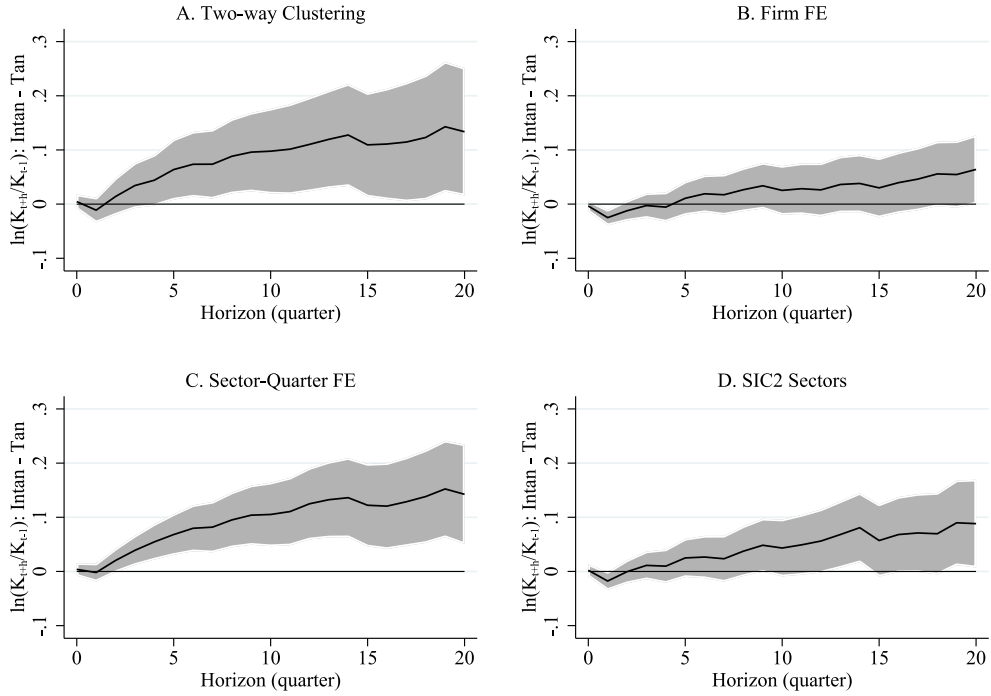 A. Two-way Clustering
ln(K_{t+h}/K_{t-1}): Intan - Tan
.3
.2
.1
0
-.1
0 5 10 15 20
Horizon (quarter)
B. Firm FE
ln(K_{t+h}/K_{t-1}): Intan - Tan
.3
.2
.1
0
-.1
0 5 10 15 20
Horizon (quarter)
C. Sector-Quarter FE
ln(K_{t+h}/K_{t-1}): Intan - Tan
.3
.2
.1
0
-.1
0 5 10 15 20
Horizon (quarter)
D. SIC2 Sectors
ln(K_{t+h}/K_{t-1}): Intan - Tan
.3
.2
.1
0
-.1
0 5 10 15 20
Horizon (quarter)